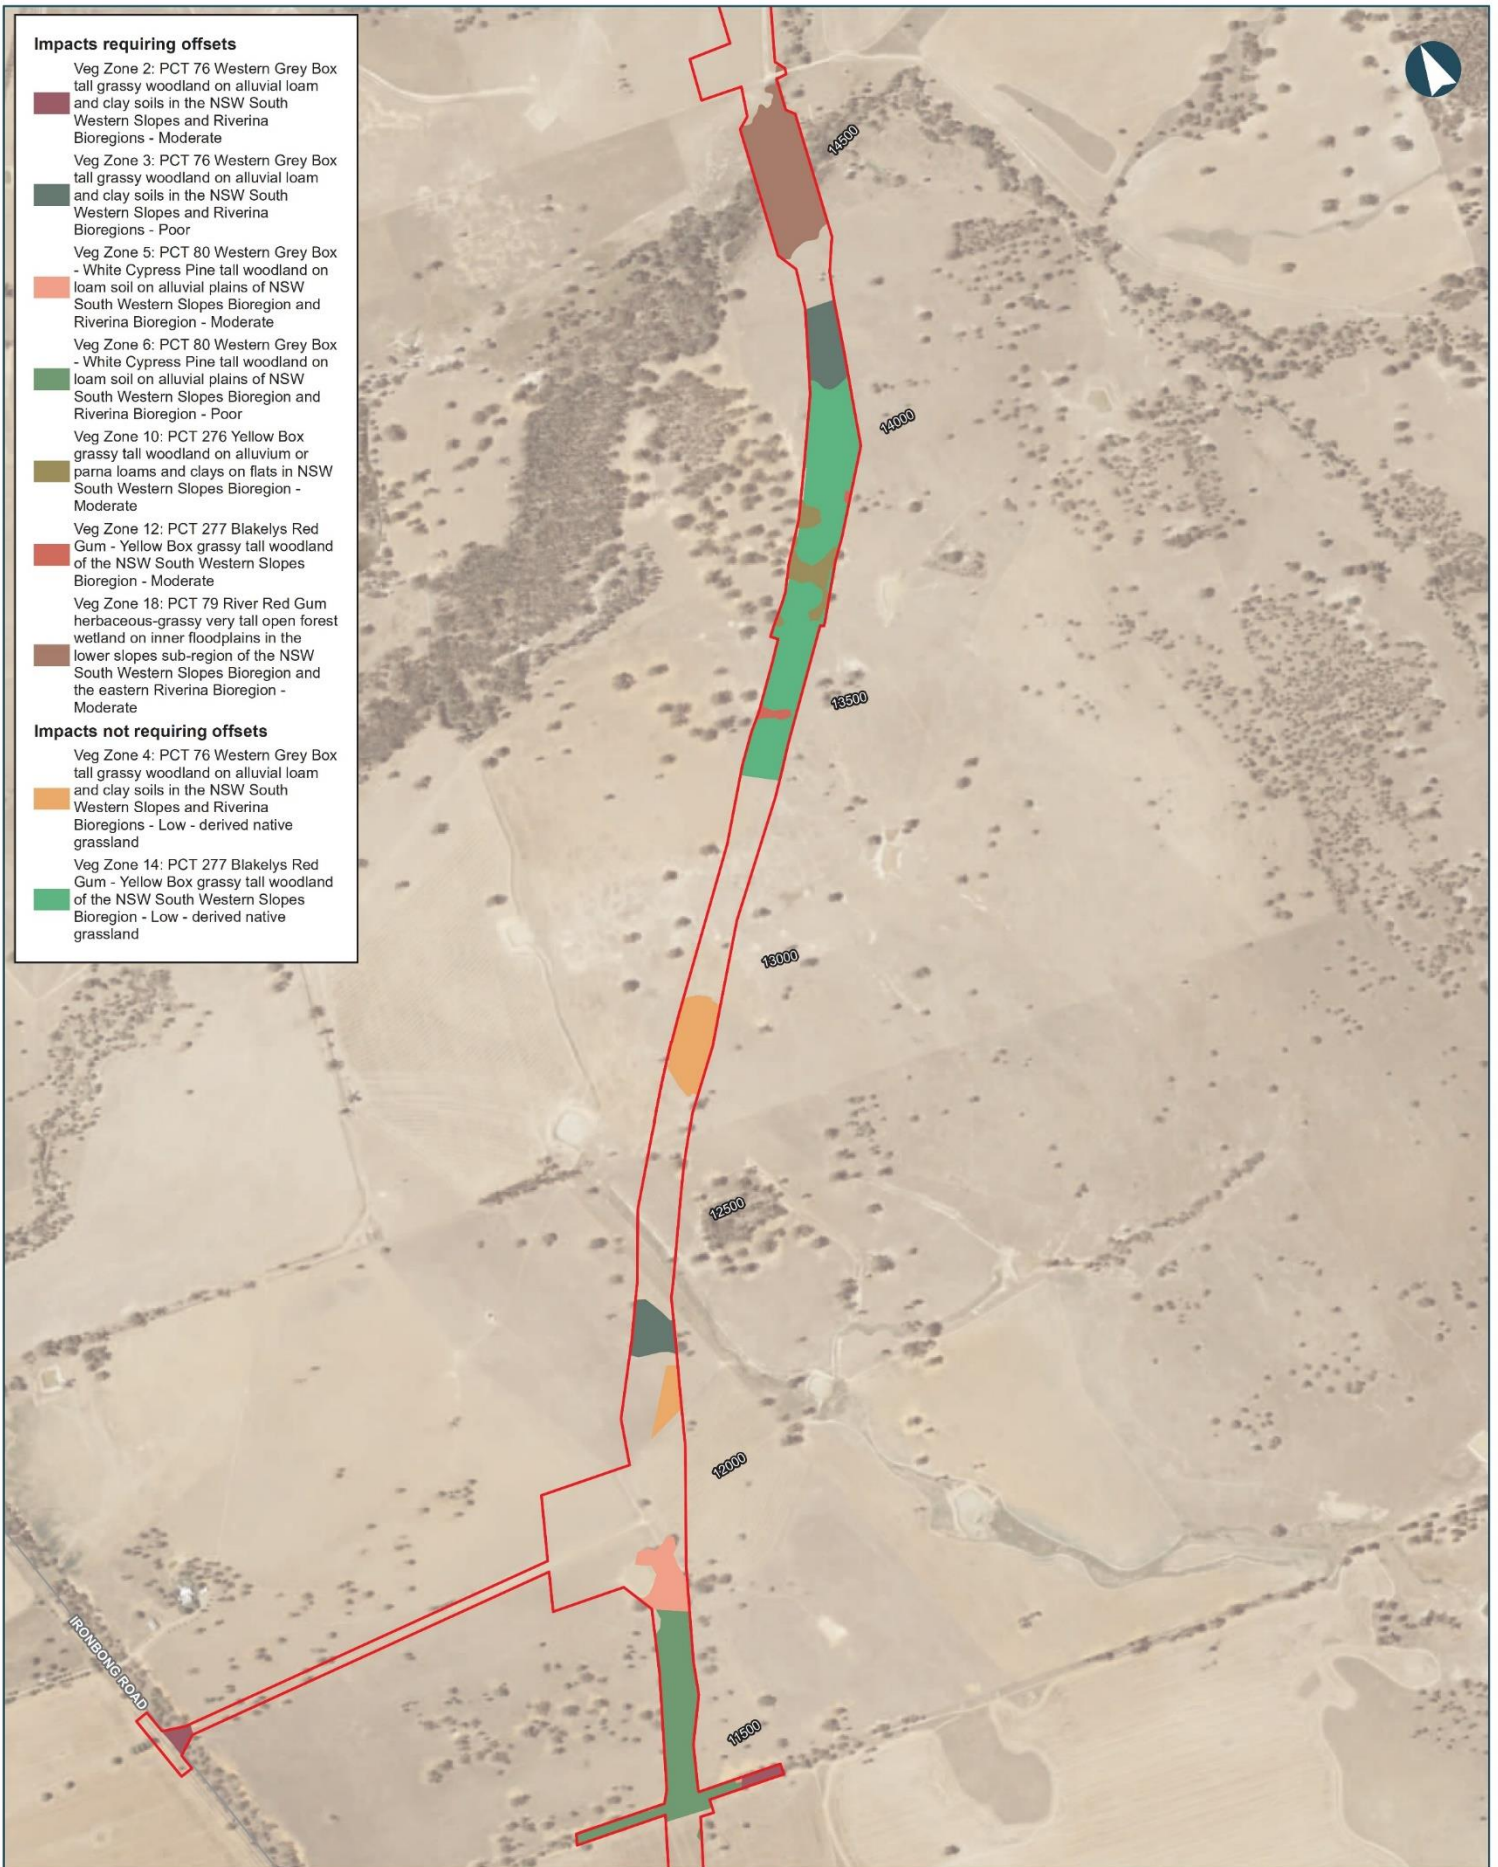 Impacts requiring offsets
Veg Zone 2: PCT 76 Western Grey Box
tall grassy woodland on alluvial loam
and clay soils in the NSW South
Western Slopes and Riverina
Bioregions - Moderate
Veg Zone 3: PCT 76 Western Grey Box
tall grassy woodland on alluvial loam
and clay soils in the NSW South
Western Slopes and Riverina
Bioregions - Poor
Veg Zone 5: PCT 80 Western Grey Box
- White Cypress Pine tall woodland on
loam soil on alluvial plains of NSW
South Western Slopes Bioregion and
Riverina Bioregion - Moderate
Veg Zone 6: PCT 80 Western Grey Box
- White Cypress Pine tall woodland on
loam soil on alluvial plains of NSW
South Western Slopes Bioregion and
Riverina Bioregion - Poor
Veg Zone 10: PCT 276 Yellow Box
grassy tall woodland on alluvium or
parna loams and clays on flats in NSW
South Western Slopes Bioregion -
Moderate
Veg Zone 12: PCT 277 Blakelys Red
Gum - Yellow Box grassy tall woodland
of the NSW South Western Slopes
Bioregion - Moderate
Veg Zone 18: PCT 79 River Red Gum
herbaceous-grassy very tall open forest
wetland on inner floodplains in the
lower slopes sub-region of the NSW
South Western Slopes Bioregion and
the eastern Riverina Bioregion -
Moderate
Impacts not requiring offsets
Veg Zone 4: PCT 76 Western Grey Box
tall grassy woodland on alluvial loam
and clay soils in the NSW South
Western Slopes and Riverina
Bioregions - Low - derived native
grassland
Veg Zone 14: PCT 277 Blakelys Red
Gum - Yellow Box grassy tall woodland
of the NSW South Western Slopes
Bioregion - Low - derived native
grassland
14500
14000
13500
13000
12500
12000
11500
IRONBONG ROAD